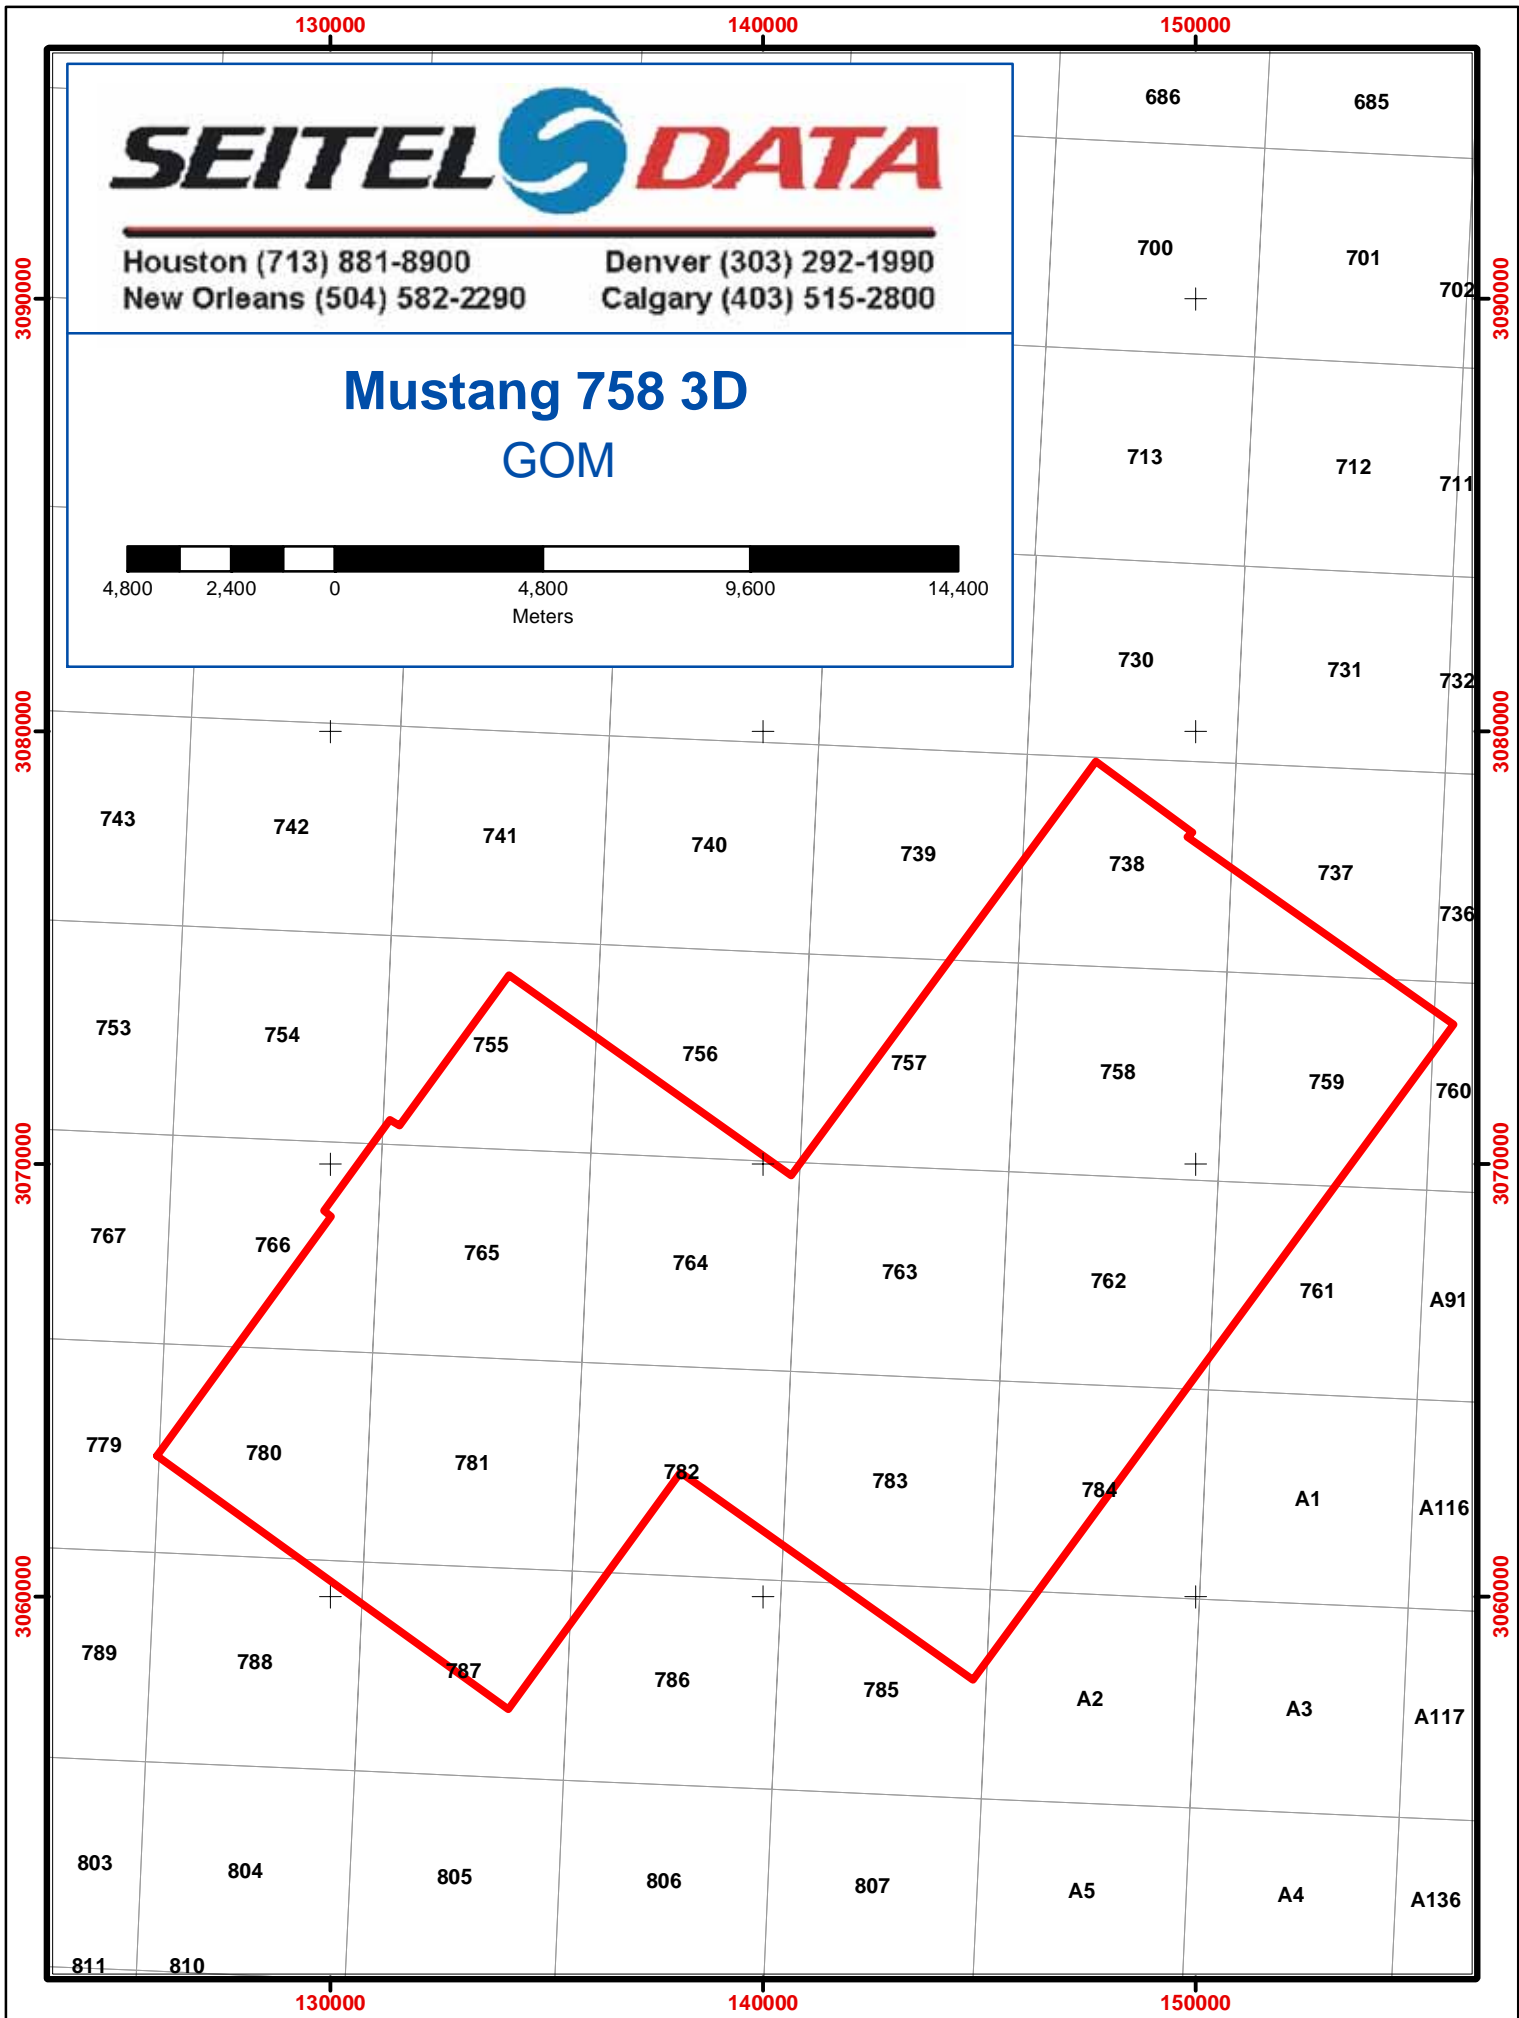 130000 140000 150000
SEITEL DATA
Houston (713) 881-8900 Denver (303) 292-1990
New Orleans (504) 582-2290 Calgary (403) 515-2800
Mustang 758 3D
GOM
4,800 2,400 0 4,800 9,600 14,400
Meters
686 685
700 701
702
3090000 3090000
713 712
711
730 731
732
3080000 3080000
743 742 741 740 739 738 737
736
753 754 755 756 757 758 759 760
3070000 3070000
767 766 765 764 763 762 761 A91
779 780 781 782 783 784 A1 A116
3060000 3060000
789 788 787 786 785 A2 A3 A117
803 804 805 806 807 A5 A4 A136
811 810
130000 140000 150000